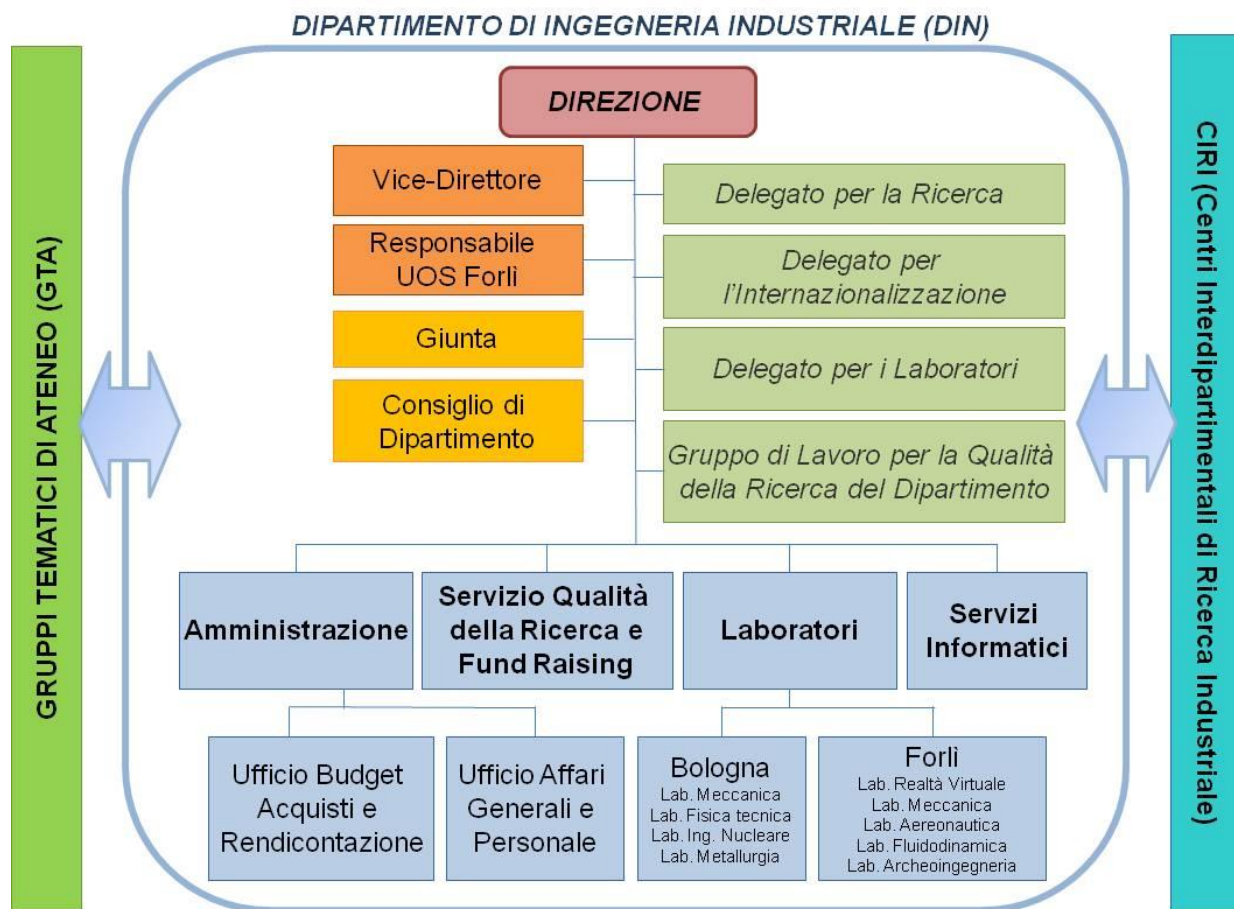 DIPARTIMENTO DI INGEGNERIA INDUSTRIALE (DIN)
GRUPPI TEMATICI DI ATENEO (GTA)
DIREZIONE
Vice-Direttore
Responsabile
UOS Forlì
Giunta
Consiglio di
Dipartimento
Delegato per la Ricerca
Delegato per
l'Internazionalizzazione
Delegato per i Laboratori
Gruppo di Lavoro per la Qualità
della Ricerca del Dipartimento
Amministrazione
Servizio Qualità
della Ricerca e
Fund Raising
Laboratori
Servizi
Informatici
Ufficio Budget
Acquisti e
Rendicontazione
Ufficio Affari
Generali e
Personale
Bologna
Lab. Meccanica
Lab. Fisica tecnica
Lab. Ing. Nucleare
Lab. Metallurgia
Forlì
Lab. Realtà Virtuale
Lab. Meccanica
Lab. Aereonautica
Lab. Fluidodinamica
Lab. Archeoingegneria
CIRI (Centri Interdipartimentali di Ricerca Industriale)